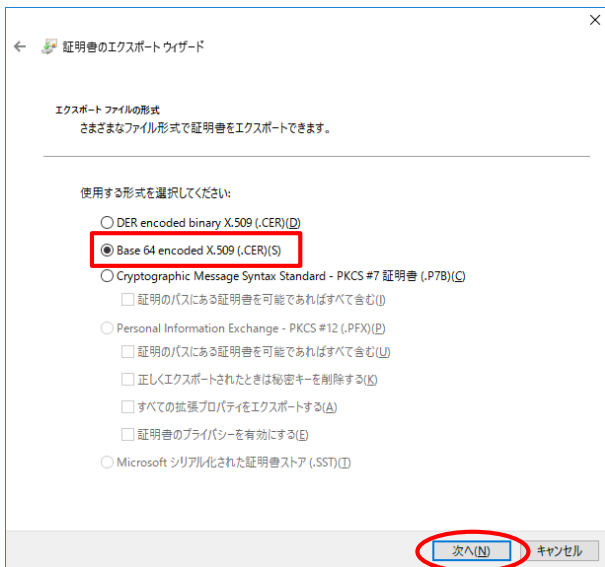 証明書のエクスポート ウィザード
エクスポート ファイルの形式
さまざまなファイル形式で証明書をエクスポートできます。
使用する形式を選択してください:
DER encoded binary X.509 (.CER)(D)
Base 64 encoded X.509 (.CER)(S)
Cryptographic Message Syntax Standard - PKCS #7 証明書 (.P7B)(C)
証明のパスにある証明書を可能であればすべて含む(I)
Personal Information Exchange - PKCS #12 (.PFX)(P)
証明のパスにある証明書を可能であればすべて含む(U)
正しくエクスポートされたときは秘密キーを削除する(K)
すべての拡張プロパティをエクスポートする(A)
証明書のプライバシーを有効にする(E)
Microsoft シリアル化された証明書ストア (.SST)(T)
次へ(N) キャンセル